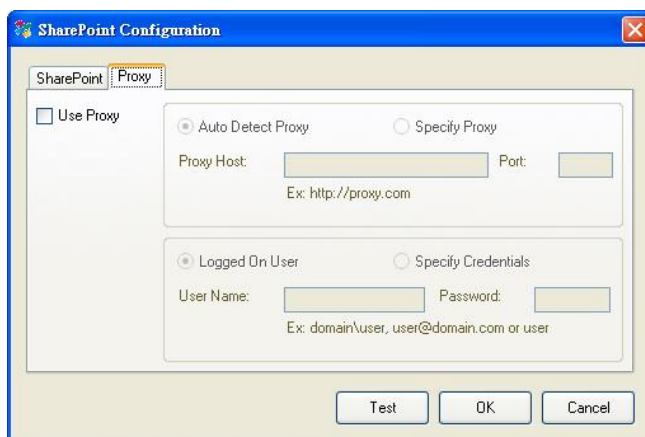 SharePoint Configuration
SharePoint Proxy
Use Proxy
Auto Detect Proxy Specify Proxy
Proxy Host: Port:
Ex: http://proxy.com
Logged On User Specify Credentials
User Name: Password:
Ex: domain\user, user@domain.com or user
Test OK Cancel